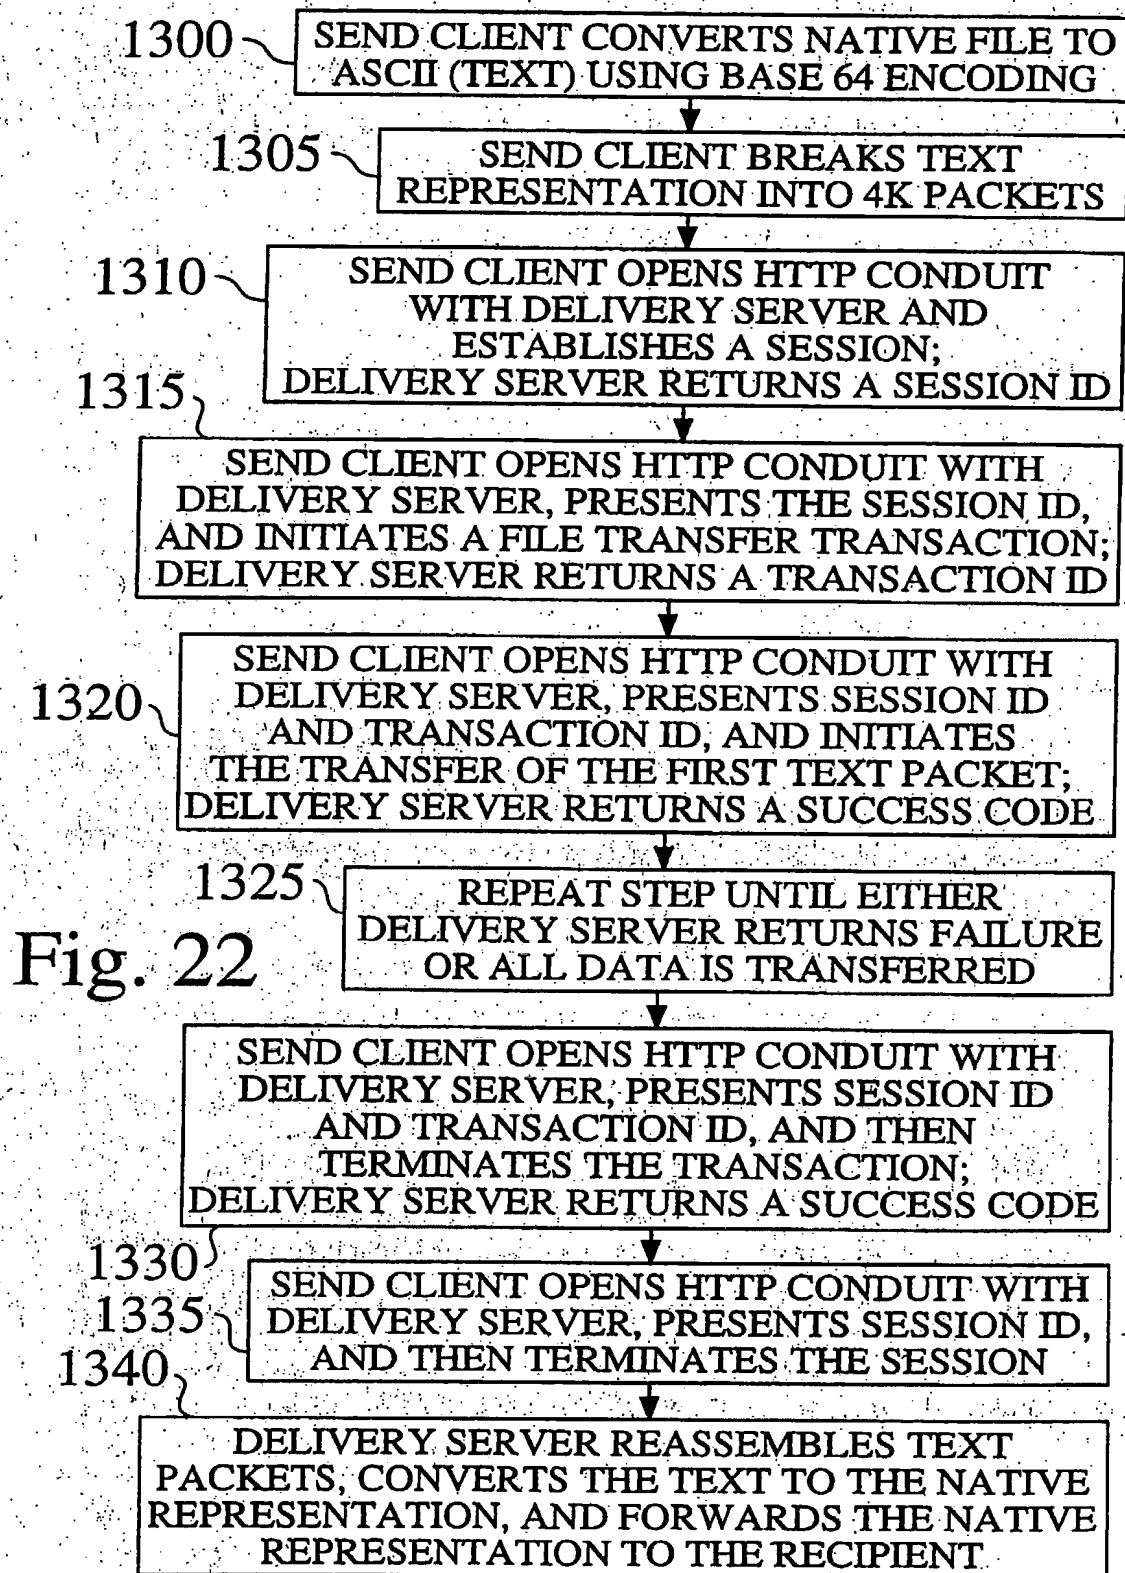 1300
SEND CLIENT CONVERTS NATIVE FILE TO
ASCII (TEXT) USING BASE 64 ENCODING
1305
SEND CLIENT BREAKS TEXT
REPRESENTATION INTO 4K PACKETS
1310
SEND CLIENT OPENS HTTP CONDUIT
WITH DELIVERY SERVER AND
ESTABLISHES A SESSION;
DELIVERY SERVER RETURNS A SESSION ID
1315
SEND CLIENT OPENS HTTP CONDUIT WITH
DELIVERY SERVER, PRESENTS THE SESSION ID,
AND INITIATES A FILE TRANSFER TRANSACTION;
DELIVERY SERVER RETURNS A TRANSACTION ID
1320
SEND CLIENT OPENS HTTP CONDUIT WITH
DELIVERY SERVER, PRESENTS SESSION ID
AND TRANSACTION ID, AND INITIATES
THE TRANSFER OF THE FIRST TEXT PACKET;
DELIVERY SERVER RETURNS A SUCCESS CODE
1325
REPEAT STEP UNTIL EITHER
DELIVERY SERVER RETURNS FAILURE
OR ALL DATA IS TRANSFERRED
Fig. 22
SEND CLIENT OPENS HTTP CONDUIT WITH
DELIVERY SERVER, PRESENTS SESSION ID
AND TRANSACTION ID, AND THEN
TERMINATES THE TRANSACTION;
DELIVERY SERVER RETURNS A SUCCESS CODE
1330
SEND CLIENT OPENS HTTP CONDUIT WITH
DELIVERY SERVER, PRESENTS SESSION ID,
AND THEN TERMINATES THE SESSION
1335
1340
DELIVERY SERVER REASSEMBLES TEXT
PACKETS, CONVERTS THE TEXT TO THE NATIVE
REPRESENTATION, AND FORWARDS THE NATIVE
REPRESENTATION TO THE RECIPIENT